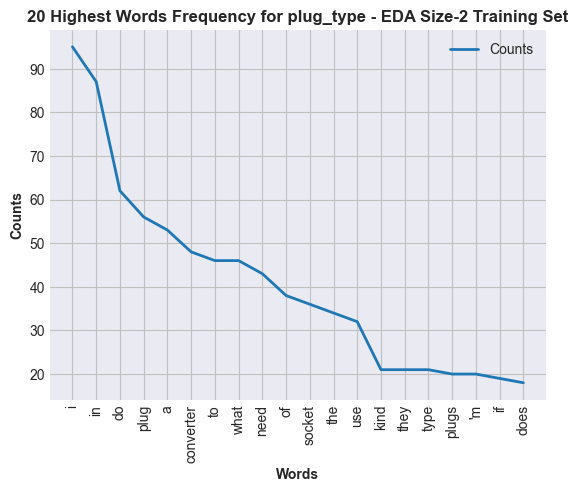 20 Highest Words Frequency for plug_type - EDA Size-2 Training Set
Counts
90
80
70
60
50
40
30
20
Counts
i
in
do
plug
a
converter
to
what
need
of
socket
the
use
kind
they
type
plugs
'm
if
does
Words